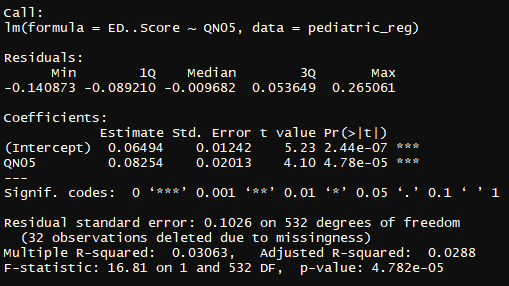 Call:
lm(formula = ED..Score ~ QN05, data = pediatric_reg)
Residuals:
Min 1Q Median 3Q Max
-0.140873 -0.089210 -0.009682 0.053649 0.265061
Coefficients:
Estimate Std. Error t value Pr(>|t|)
(Intercept) 0.06494 0.01242 5.23 2.44e-07 ***
QN05 0.08254 0.02013 4.10 4.78e-05 ***
---
Signif. codes: 0 ‘***’ 0.001 ‘**’ 0.01 ‘*’ 0.05 ‘.’ 0.1 ‘ ’ 1
Residual standard error: 0.1026 on 532 degrees of freedom
(32 observations deleted due to missingness)
Multiple R-squared: 0.03063, Adjusted R-squared: 0.0288
F-statistic: 16.81 on 1 and 532 DF, p-value: 4.782e-05